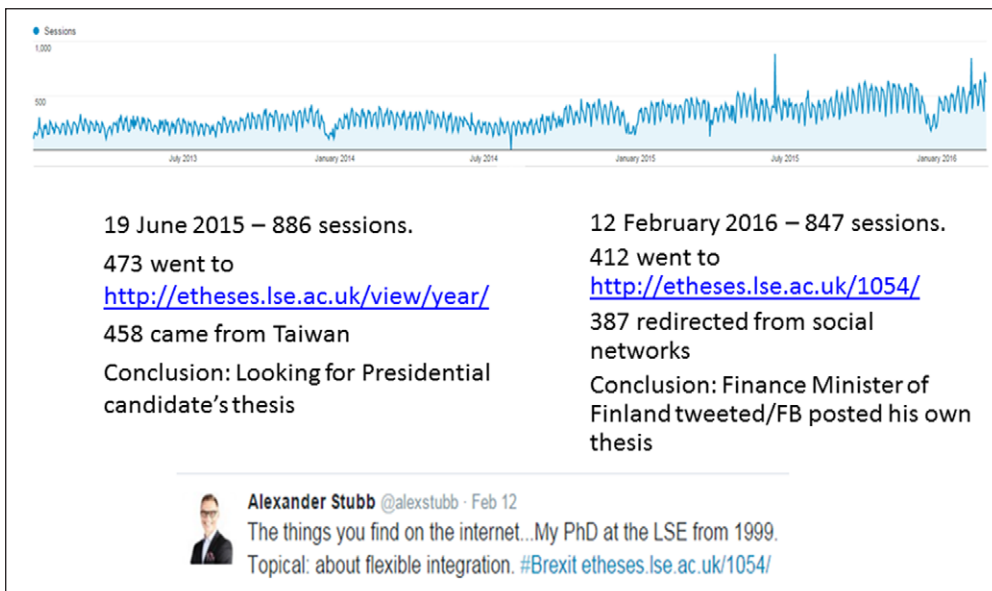 Sessions
1,000
500
July 2013
January 2014
July 2014
January 2015
July 2015
January 2016
19 June 2015 – 886 sessions.
473 went to
http://etheses.lse.ac.uk/view/year/
458 came from Taiwan
Conclusion: Looking for Presidential
candidate's thesis
12 February 2016 – 847 sessions.
412 went to
http://etheses.lse.ac.uk/1054/
387 redirected from social
networks
Conclusion: Finance Minister of
Finland tweeted/FB posted his own
thesis
Alexander Stubb @alexstubb · Feb 12
The things you find on the internet...My PhD at the LSE from 1999.
Topical: about flexible integration. #Brexit etheses.lse.ac.uk/1054/